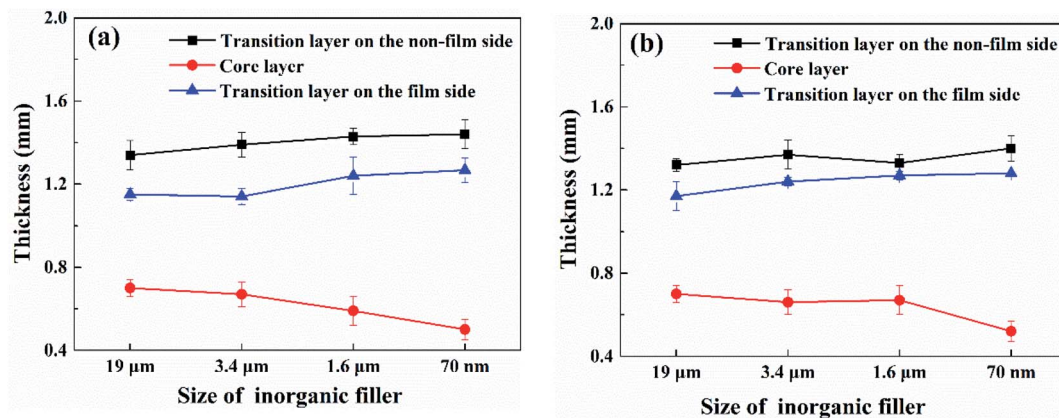 (a)
Transition layer on the non-film side
Core layer
Transition layer on the film side
Thickness (mm)
2.0
1.6
1.2
0.8
0.4
19 μm
3.4 μm
1.6 μm
70 nm
Size of inorganic filler
(b)
Transition layer on the non-film side
Core layer
Transition layer on the film side
Thickness (mm)
2.0
1.6
1.2
0.8
0.4
19 μm
3.4 μm
1.6 μm
70 nm
Size of inorganic filler